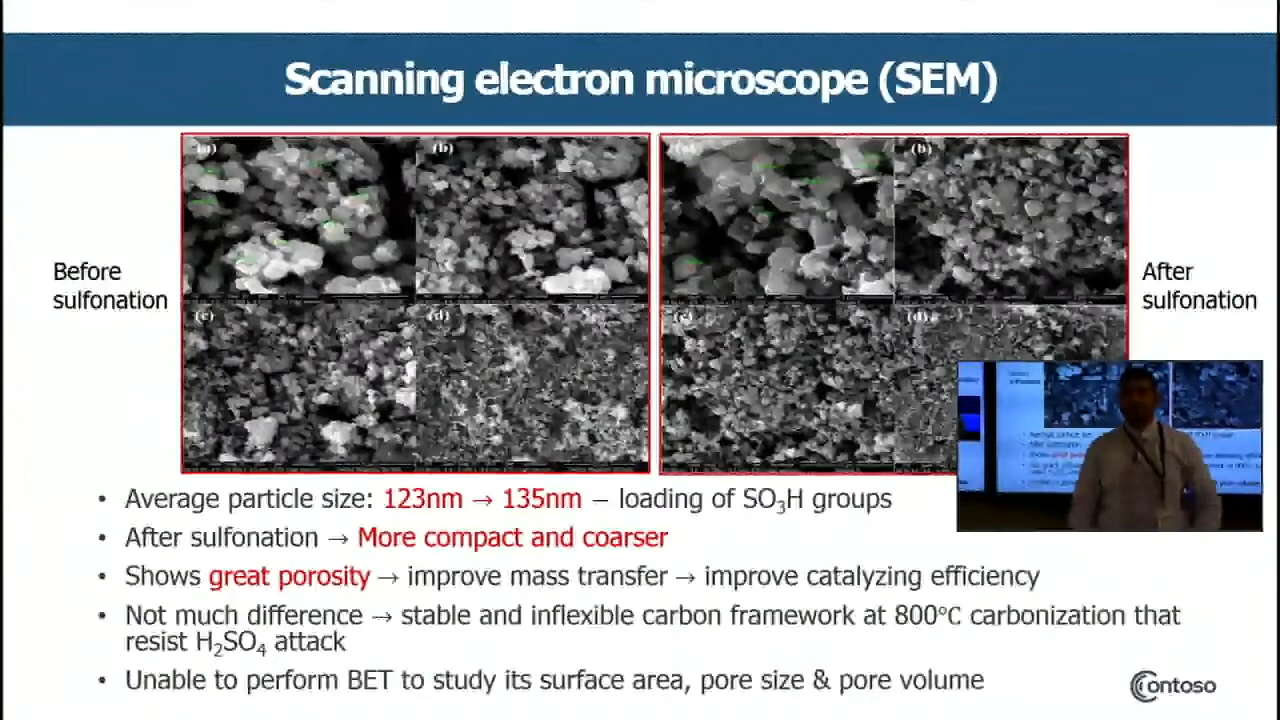 Scanning electron microscope (SEM)
(a)
(b)
(b)
Before
sulfonation
After
sulfonation
(c)
(d)
(c)
(d)
• Average particle size: 123nm → 135nm – loading of SO₃H groups
• After sulfonation → More compact and coarser
• Shows great porosity → improve mass transfer → improve catalyzing efficiency
• Not much difference → stable and inflexible carbon framework at 800℃ carbonization that
resist H₂SO₄ attack
• Unable to perform BET to study its surface area, pore size & pore volume
Contoso